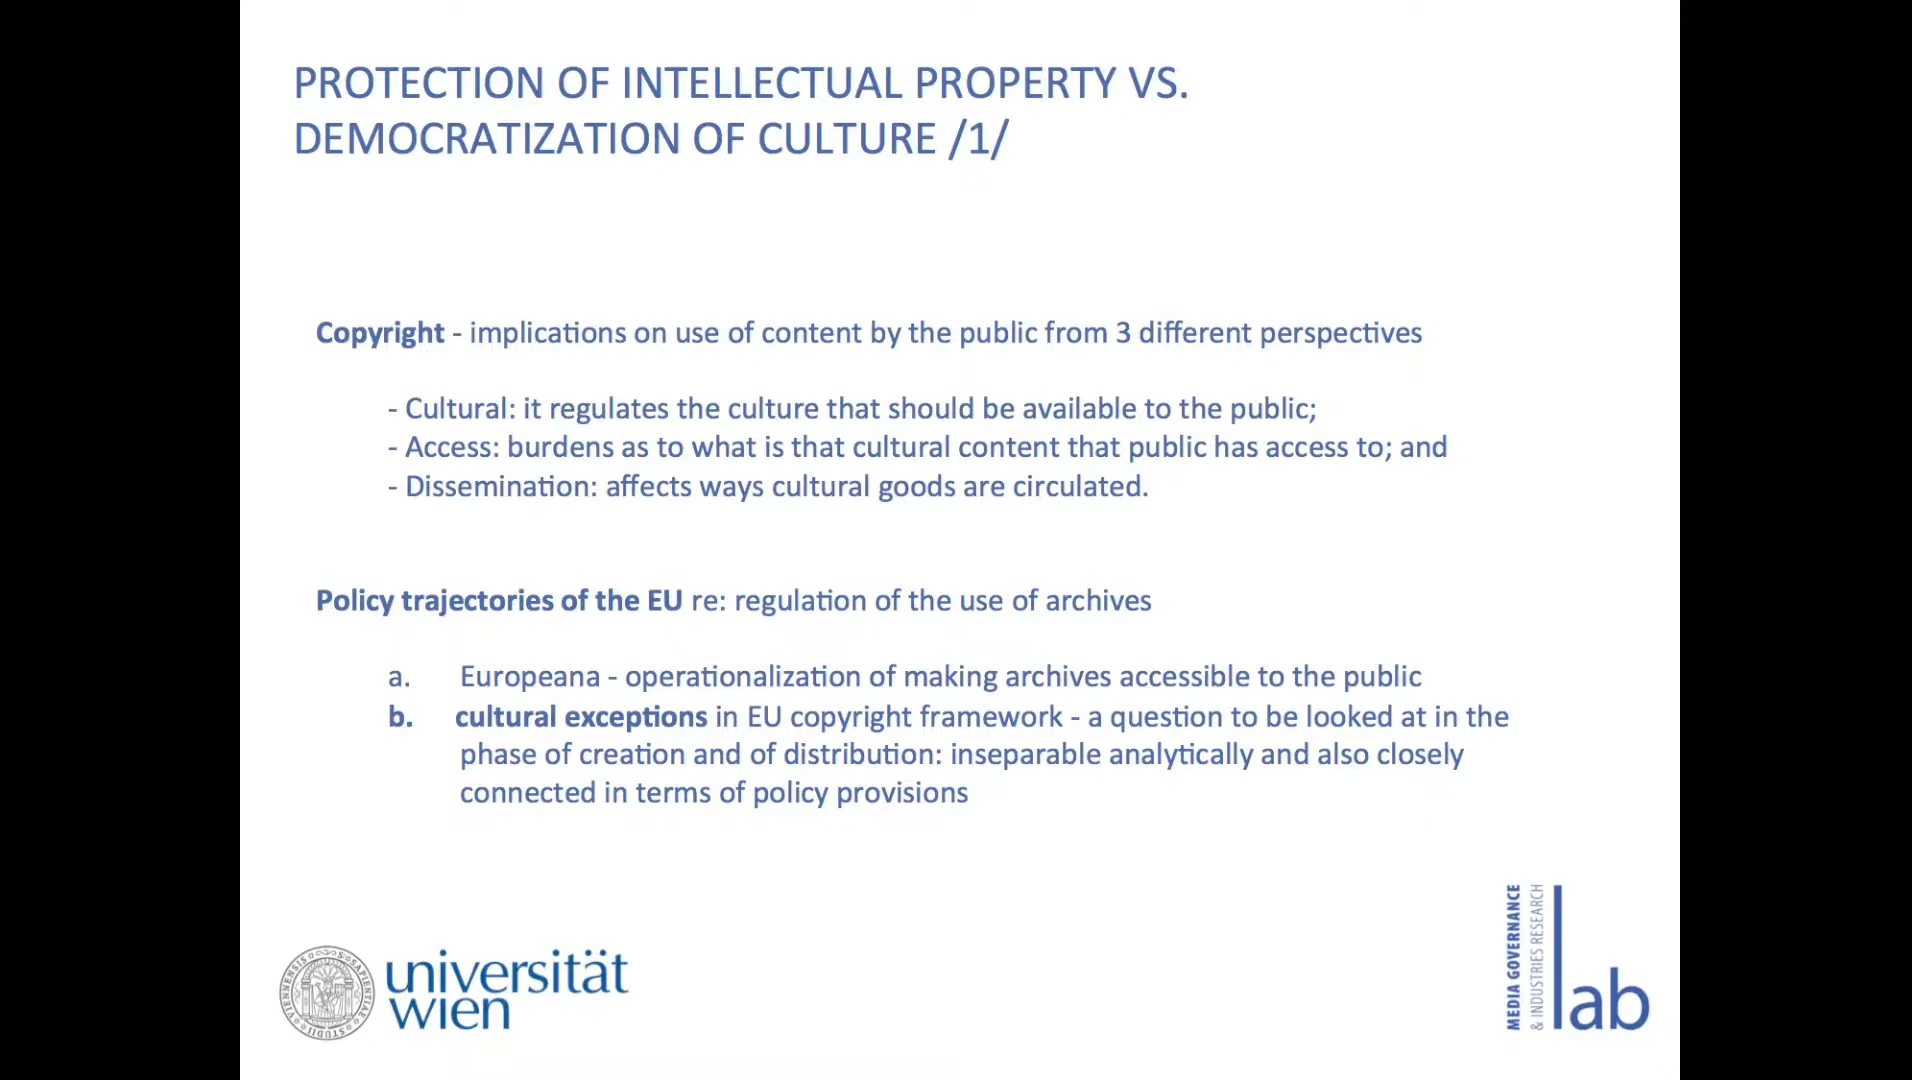 PROTECTION OF INTELLECTUAL PROPERTY VS.
DEMOCRATIZATION OF CULTURE /1/
Copyright - implications on use of content by the public from 3 different perspectives
- Cultural: it regulates the culture that should be available to the public;
- Access: burdens as to what is that cultural content that public has access to; and
- Dissemination: affects ways cultural goods are circulated.
Policy trajectories of the EU re: regulation of the use of archives
a. Europeana - operationalization of making archives accessible to the public
b. cultural exceptions in EU copyright framework - a question to be looked at in the
phase of creation and of distribution: inseparable analytically and also closely
connected in terms of policy provisions
universität
wien
MEDIA GOVERNANCE
& INDUSTRIES RESEARCH
lab